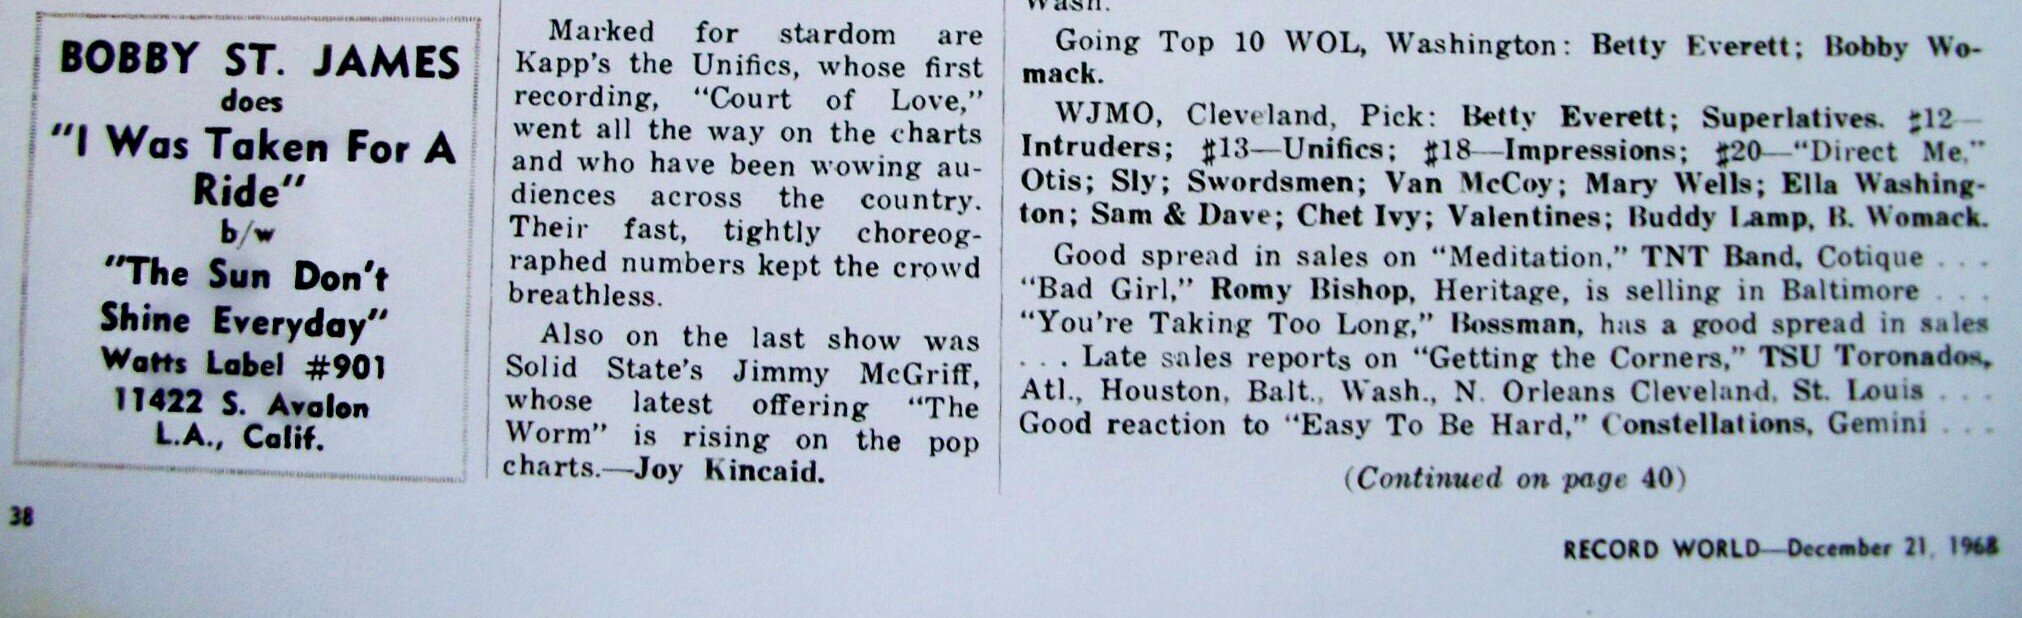 BOBBY ST. JAMES
does
"I Was Taken For A
Ride"
b/w
"The Sun Don't
Shine Everyday"
Watts Label #901
11422 S. Avalon
L.A., Calif.
Marked for stardom are
Kapp's the Unifics, whose first
recording, "Court of Love,"
went all the way on the charts
and who have been wowing au-
diences across the country.
Their fast, tightly choreog-
raphed numbers kept the crowd
breathless.
Also on the last show was
Solid State's Jimmy McGriff,
whose latest offering "The
Worm" is rising on the pop
charts.—Joy Kincaid.
Wash.
Going Top 10 WOL, Washington: Betty Everett; Bobby Wo-
mack.
WJMO, Cleveland, Pick: Betty Everett; Superlatives. #12—
Intruders; #13—Unifics; #18—Impressions; #20—"Direct Me,"
Otis; Sly; Swordsmen; Van McCoy; Mary Wells; Ella Washing-
ton; Sam & Dave; Chet Ivy; Valentines; Buddy Lamp, B. Womack.
Good spread in sales on "Meditation," TNT Band, Cotique . . .
"Bad Girl," Romy Bishop, Heritage, is selling in Baltimore . . .
"You're Taking Too Long," Bossman, has a good spread in sales
. . . Late sales reports on "Getting the Corners," TSU Toronados,
Atl., Houston, Balt., Wash., N. Orleans Cleveland, St. Louis . . .
Good reaction to "Easy To Be Hard," Constellations, Gemini . . .
(Continued on page 40)
38
RECORD WORLD—December 21, 1968